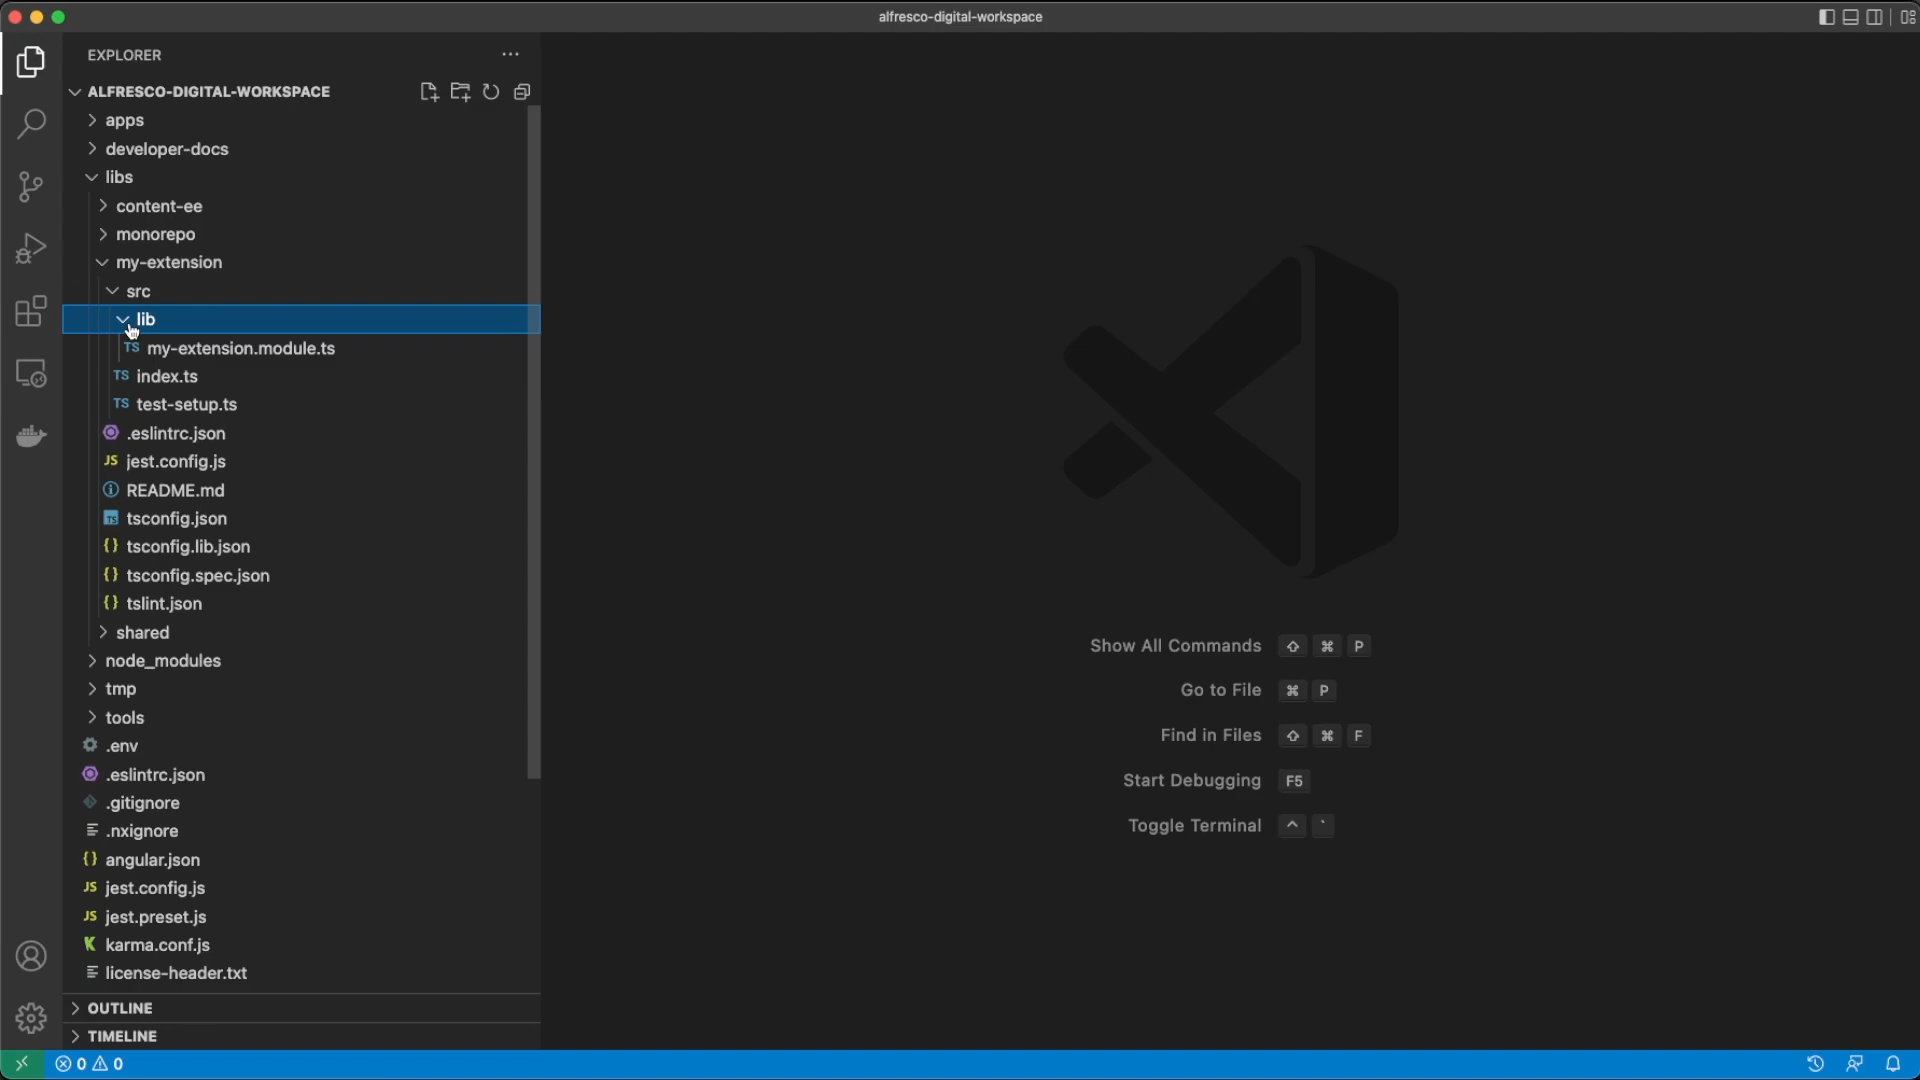 alfresco-digital-workspace
EXPLORER
ALFRESCO-DIGITAL-WORKSPACE
apps
developer-docs
libs
content-ee
monorepo
my-extension
src
lib
TS my-extension.module.ts
TS index.ts
TS test-setup.ts
.eslintrc.json
JS jest.config.js
README.md
TS tsconfig.json
{} tsconfig.lib.json
{} tsconfig.spec.json
{} tslint.json
shared
node_modules
tmp
tools
.env
.eslintrc.json
.gitignore
.nxignore
{} angular.json
JS jest.config.js
JS jest.preset.js
K karma.conf.js
license-header.txt
OUTLINE
TIMELINE
0 0
Show All Commands ⇧ ⌘ P
Go to File ⌘ P
Find in Files ⇧ ⌘ F
Start Debugging F5
Toggle Terminal ^ `